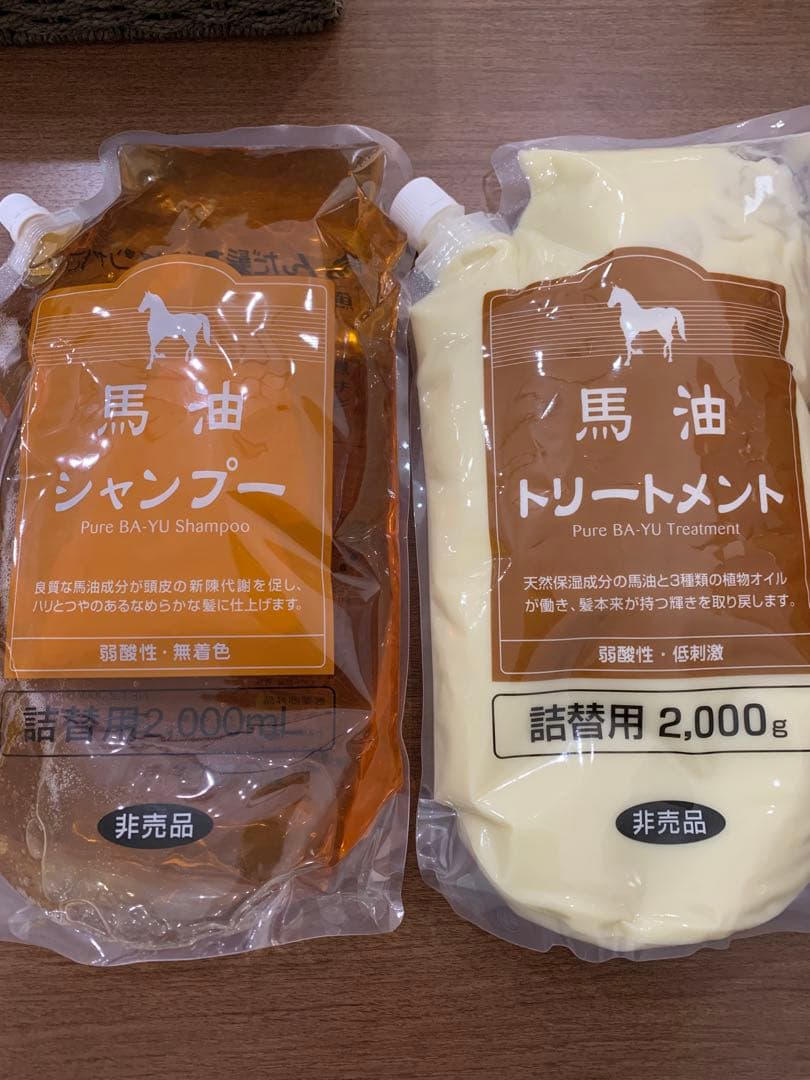 馬油
シャンプー
Pure BA-YU Shampoo
良質な馬油成分が頭皮の新陳代謝を促し、
ハリとつやのあるなめらかな髪に仕上げます。
弱酸性・無着色
詰替用2,000ml
非売品
馬油
トリートメント
Pure BA-YU Treatment
天然保湿成分の馬油と3種類の植物オイル
が働き、髪本来が持つ輝きを取り戻します。
弱酸性・低刺激
詰替用 2,000g
非売品